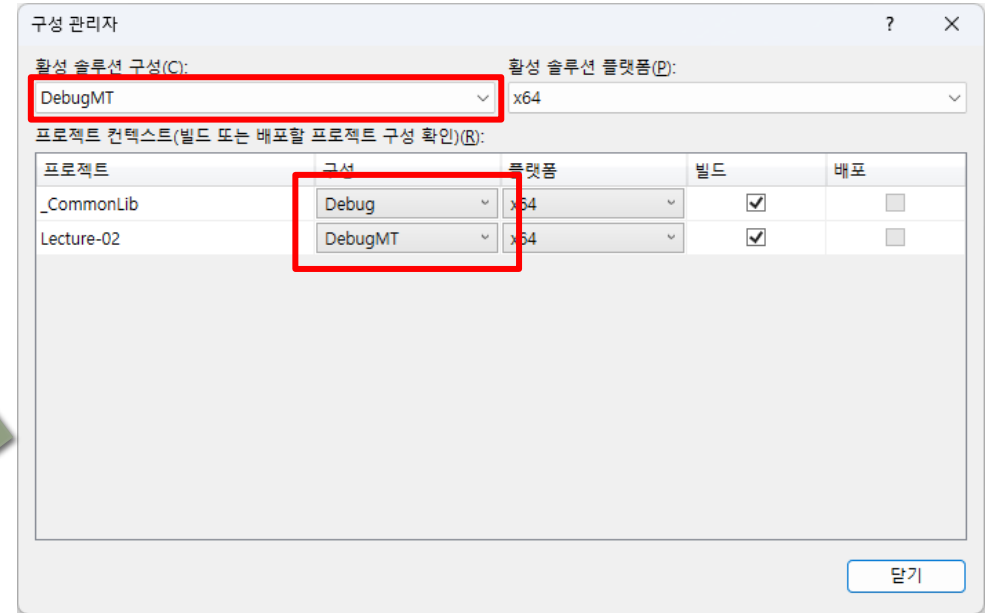 구성 관리자 ?
활성 솔루션 구성(C): 활성 솔루션 플랫폼(P):
DebugMT x64
프로젝트 컨텍스트(빌드 또는 배포할 프로젝트 구성 확인)(R):
프로젝트 구성 플랫폼 빌드 배포
_CommonLib Debug x64
Lecture-02 DebugMT x64
닫기